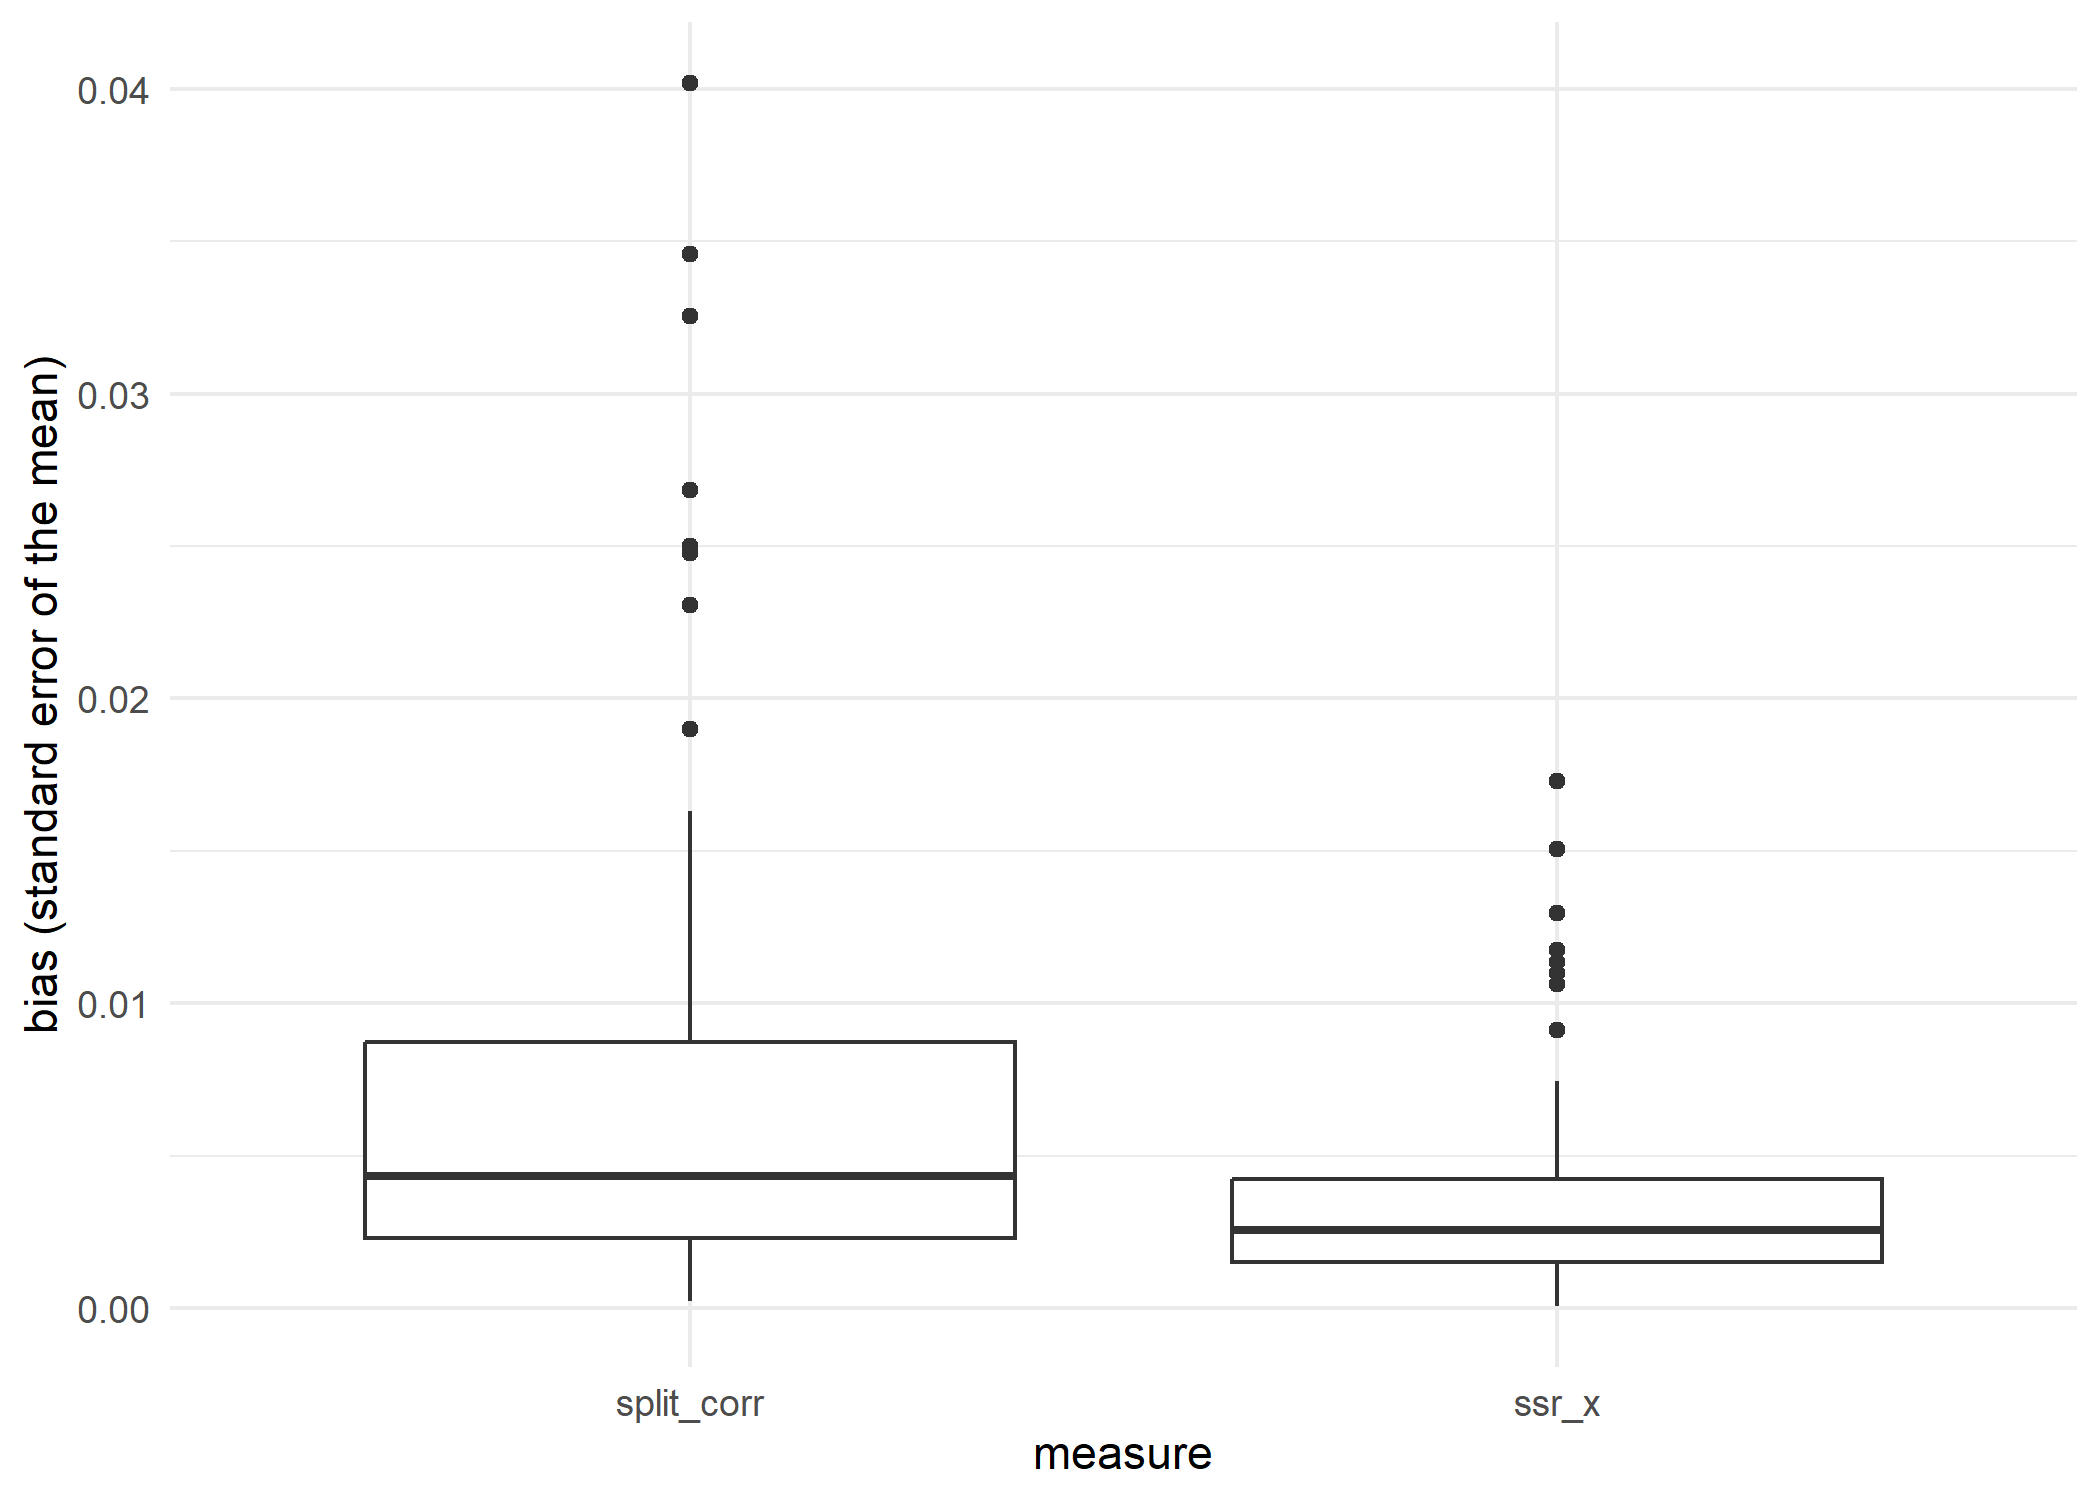 bias (standard error of the mean)
0.04
0.03
0.02
0.01
0.00
split_corr
ssr_x
measure